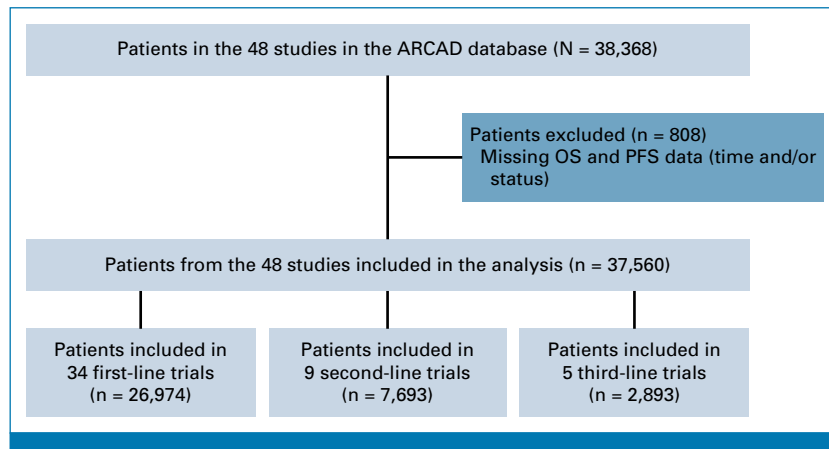 Patients in the 48 studies in the ARCAD database (N = 38,368)
Patients excluded (n = 808)
Missing OS and PFS data (time and/or
status)
Patients from the 48 studies included in the analysis (n = 37,560)
Patients included in
34 first-line trials
(n = 26,974)
Patients included in
9 second-line trials
(n = 7,693)
Patients included in
5 third-line trials
(n = 2,893)